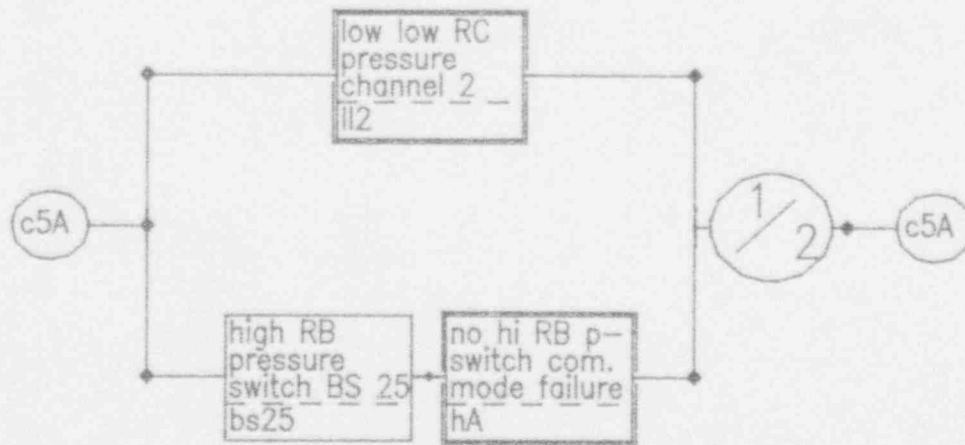 low low RC
pressure
channel 2
ll2
c5A
1/2
c5A
high RB
pressure
switch BS 25
bs25
no hi RB p-
switch com.
mode failure
hA